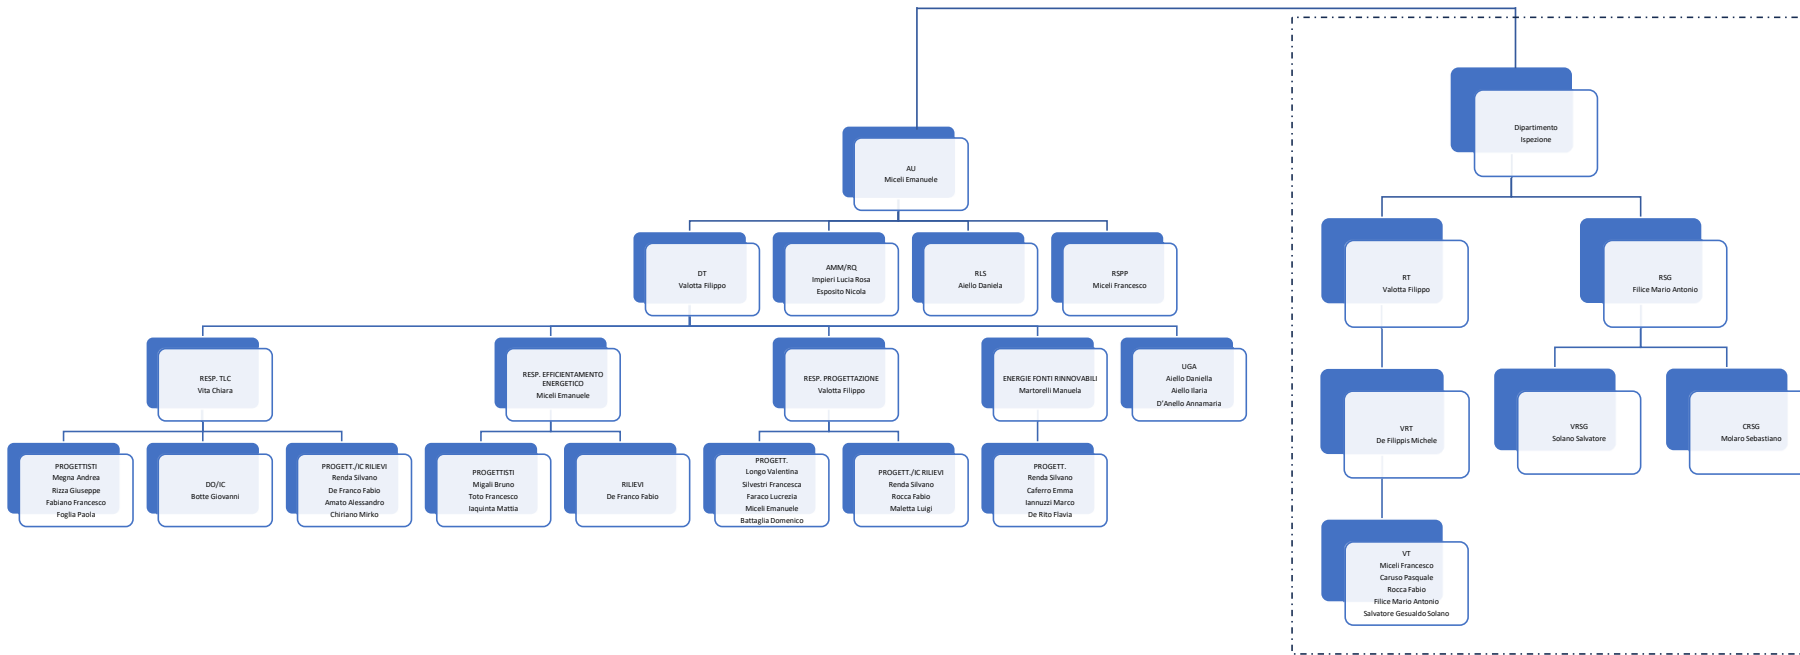 Dipartimento
Ispezione
AU
Miceli Emanuele
DT
Valotta Filippo
AMM/RQ
Impieri Lucia Rosa
Esposito Nicola
RLS
Aiello Daniela
RSPP
Miceli Francesco
RT
Valotta Filippo
RSG
Filice Mario Antonio
RESP. TLC
Vita Chiara
RESP. EFFICIENTAMENTO
ENERGETICO
Miceli Emanuele
RESP. PROGETTAZIONE
Valotta Filippo
ENERGIE FONTI RINNOVABILI
Martorelli Manuela
UGA
Aiello Daniella
Aiello Ilaria
D'Anello Annamaria
VRT
De Filippis Michele
VRSG
Solano Salvatore
CRSG
Molaro Sebastiano
PROGETTISTI
Megna Andrea
Rizza Giuseppe
Fabiano Francesco
Foglia Paola
DO/IC
Botte Giovanni
PROGETT./IC RILIEVI
Renda Silvano
De Franco Fabio
Amato Alessandro
Chiriano Mirko
PROGETTISTI
Migali Bruno
Toto Francesco
Iaquinta Mattia
RILIEVI
De Franco Fabio
PROGETT.
Longo Valentina
Silvestri Francesca
Faraco Lucrezia
Miceli Emanuele
Battaglia Domenico
PROGETT./IC RILIEVI
Renda Silvano
Rocca Fabio
Maletta Luigi
PROGETT.
Renda Silvano
Caferro Emma
Iannuzzi Marco
De Rito Flavia
VT
Miceli Francesco
Caruso Pasquale
Rocca Fabio
Filice Mario Antonio
Salvatore Gesualdo Solano